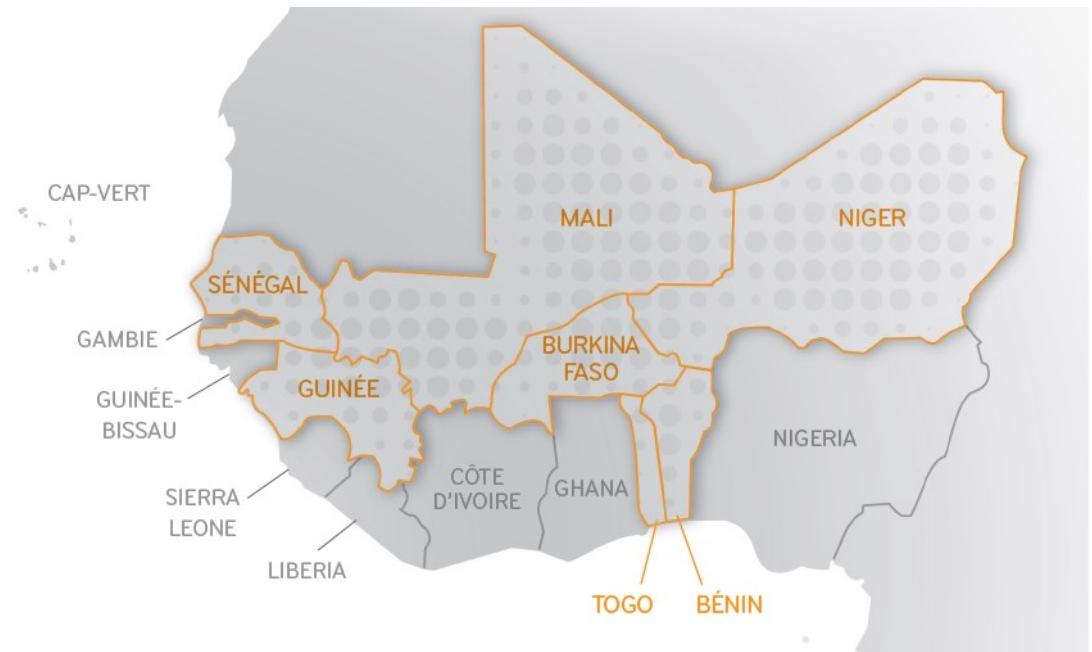 CAP-VERT
MALI
NIGER
SÉNÉGAL
GAMBIE
BURKINA
FASO
GUINÉE
GUINÉE-
BISSAU
NIGERIA
CÔTE
D'IVOIRE
GHANA
SIERRA
LEONE
LIBERIA
TOGO
BÉNIN